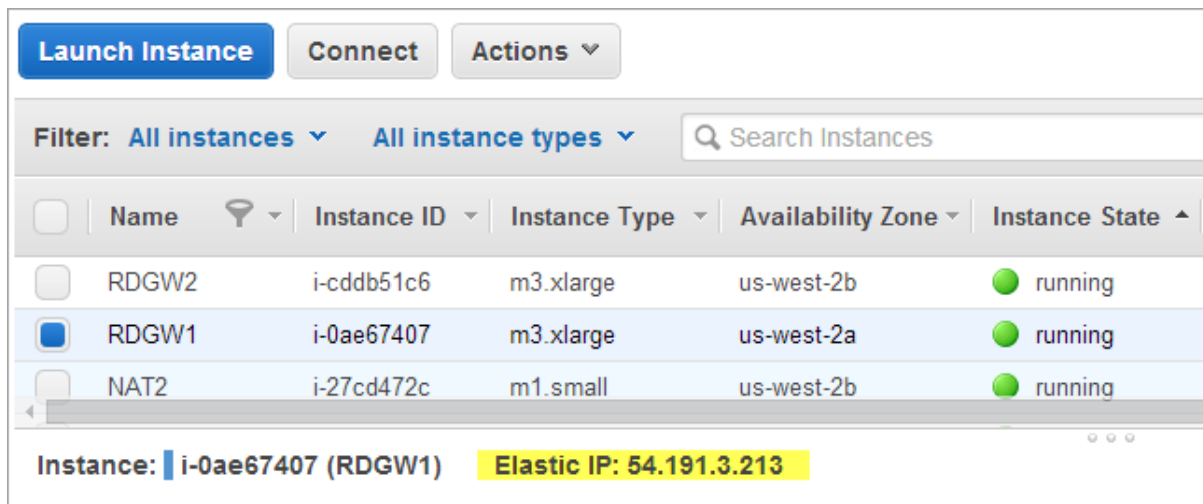 Launch Instance Connect Actions
Filter: All instances All instance types Search Instances
Name Instance ID Instance Type Availability Zone Instance State
RDGW2 i-cddb51c6 m3.xlarge us-west-2b running
RDGW1 i-0ae67407 m3.xlarge us-west-2a running
NAT2 i-27cd472c m1.small us-west-2b running
Instance: i-0ae67407 (RDGW1) Elastic IP: 54.191.3.213